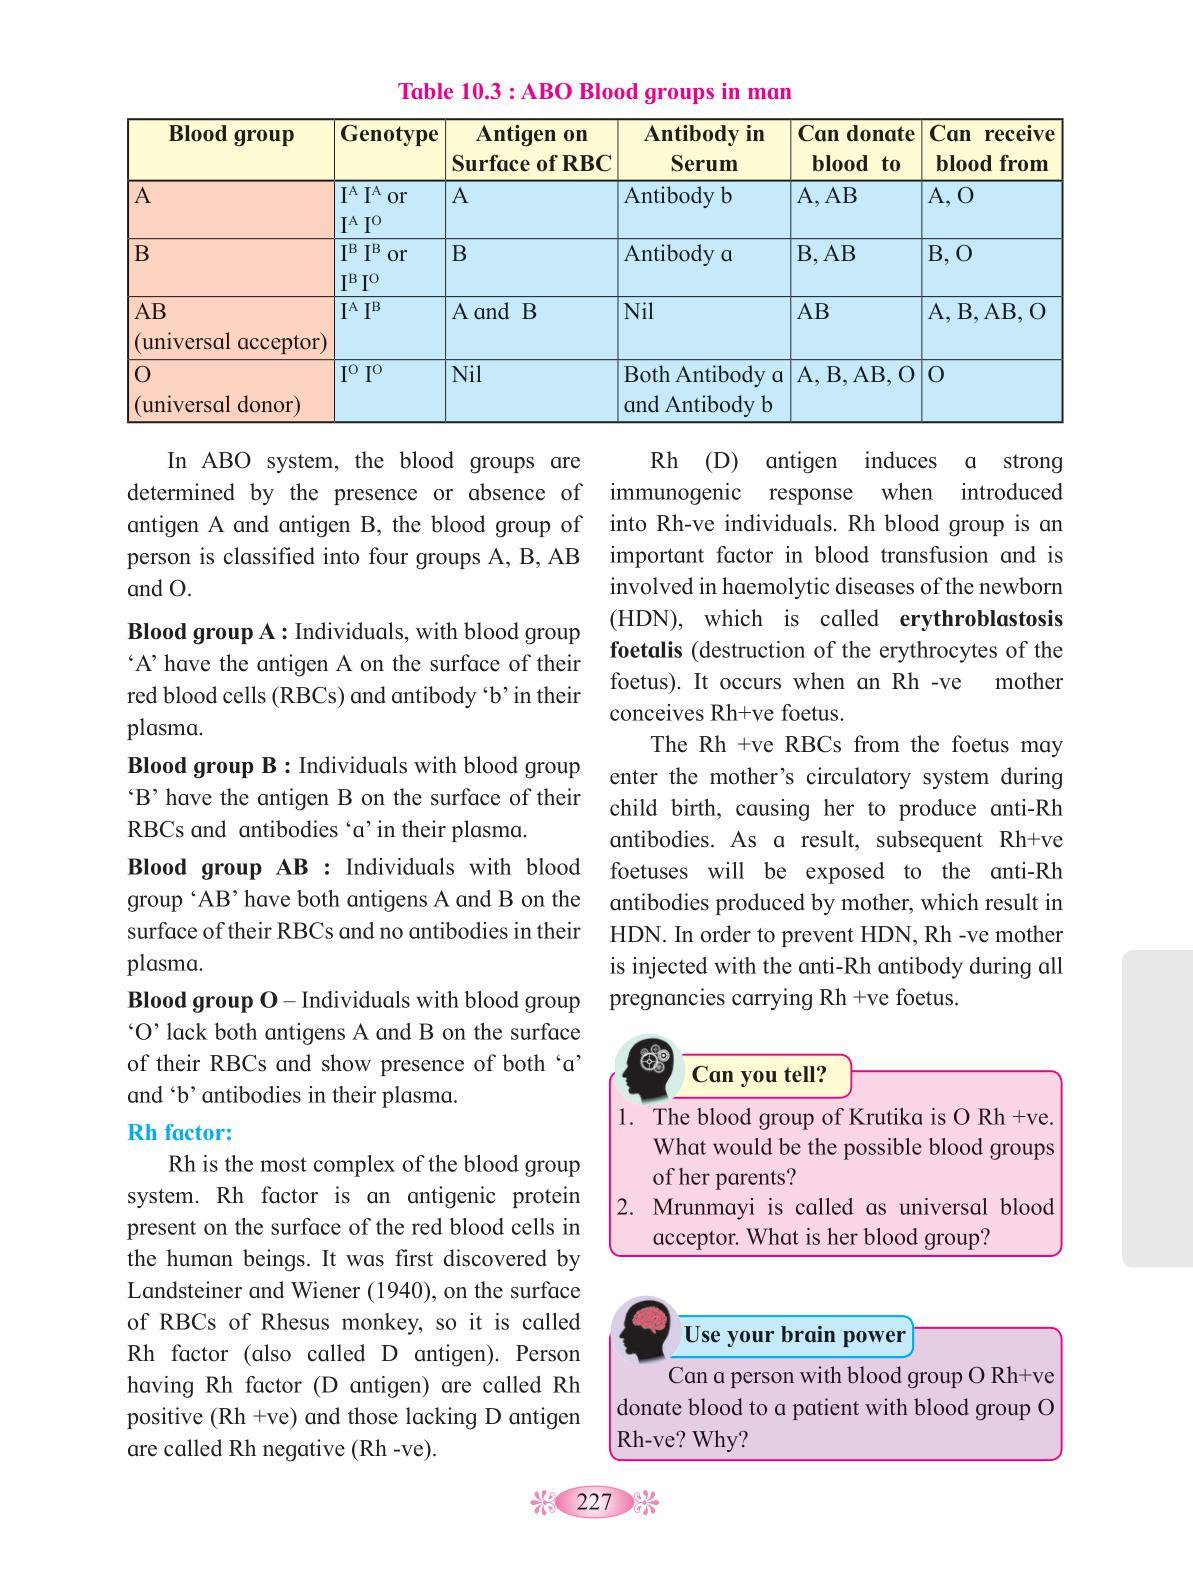 Table 10.3 : ABO Blood groups in man
Blood group Genotype Antigen on Surface of RBC Antibody in Serum Can donate blood to Can receive blood from
A Iᴬ Iᴬ or Iᴬ Iᴼ A Antibody b A, AB A, O
B Iᴮ Iᴮ or Iᴮ Iᴼ B Antibody a B, AB B, O
AB (universal acceptor) Iᴬ Iᴮ A and B Nil AB A, B, AB, O
O (universal donor) Iᴼ Iᴼ Nil Both Antibody a and Antibody b A, B, AB, O O
In ABO system, the blood groups are
determined by the presence or absence of
antigen A and antigen B, the blood group of
person is classified into four groups A, B, AB
and O.
Blood group A : Individuals, with blood group
‘A’ have the antigen A on the surface of their
red blood cells (RBCs) and antibody ‘b’ in their
plasma.
Blood group B : Individuals with blood group
‘B’ have the antigen B on the surface of their
RBCs and antibodies ‘a’ in their plasma.
Blood group AB : Individuals with blood
group ‘AB’ have both antigens A and B on the
surface of their RBCs and no antibodies in their
plasma.
Blood group O – Individuals with blood group
‘O’ lack both antigens A and B on the surface
of their RBCs and show presence of both ‘a’
and ‘b’ antibodies in their plasma.
Rh factor:
Rh is the most complex of the blood group
system. Rh factor is an antigenic protein
present on the surface of the red blood cells in
the human beings. It was first discovered by
Landsteiner and Wiener (1940), on the surface
of RBCs of Rhesus monkey, so it is called
Rh factor (also called D antigen). Person
having Rh factor (D antigen) are called Rh
positive (Rh +ve) and those lacking D antigen
are called Rh negative (Rh -ve).
Rh (D) antigen induces a strong
immunogenic response when introduced
into Rh-ve individuals. Rh blood group is an
important factor in blood transfusion and is
involved in haemolytic diseases of the newborn
(HDN), which is called erythroblastosis
foetalis (destruction of the erythrocytes of the
foetus). It occurs when an Rh -ve mother
conceives Rh+ve foetus.
The Rh +ve RBCs from the foetus may
enter the mother’s circulatory system during
child birth, causing her to produce anti-Rh
antibodies. As a result, subsequent Rh+ve
foetuses will be exposed to the anti-Rh
antibodies produced by mother, which result in
HDN. In order to prevent HDN, Rh -ve mother
is injected with the anti-Rh antibody during all
pregnancies carrying Rh +ve foetus.
Can you tell?
1. The blood group of Krutika is O Rh +ve.
What would be the possible blood groups
of her parents?
2. Mrunmayi is called as universal blood
acceptor. What is her blood group?
Use your brain power
Can a person with blood group O Rh+ve
donate blood to a patient with blood group O
Rh-ve? Why?
227